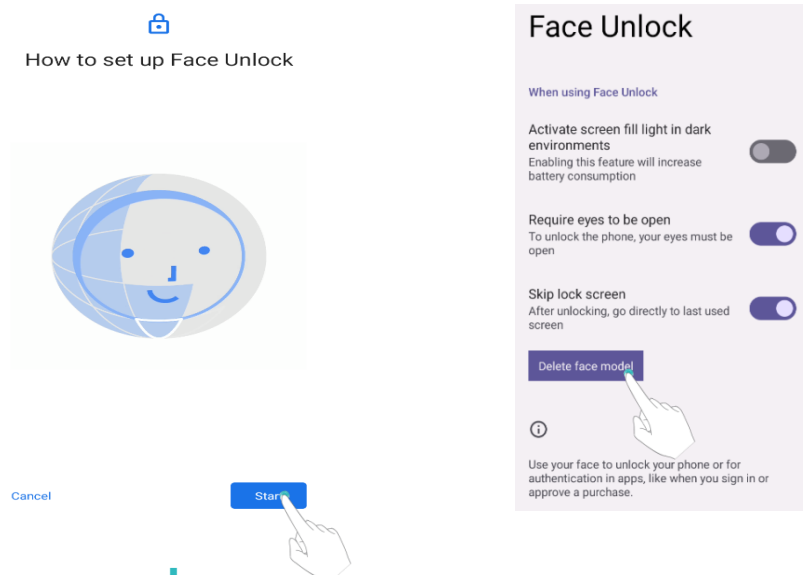 How to set up Face Unlock
Cancel
Start
Face Unlock
When using Face Unlock
Activate screen fill light in dark
environments
Enabling this feature will increase
battery consumption
Require eyes to be open
To unlock the phone, your eyes must be
open
Skip lock screen
After unlocking, go directly to last used
screen
Delete face model
Use your face to unlock your phone or for
authentication in apps, like when you sign in or
approve a purchase.